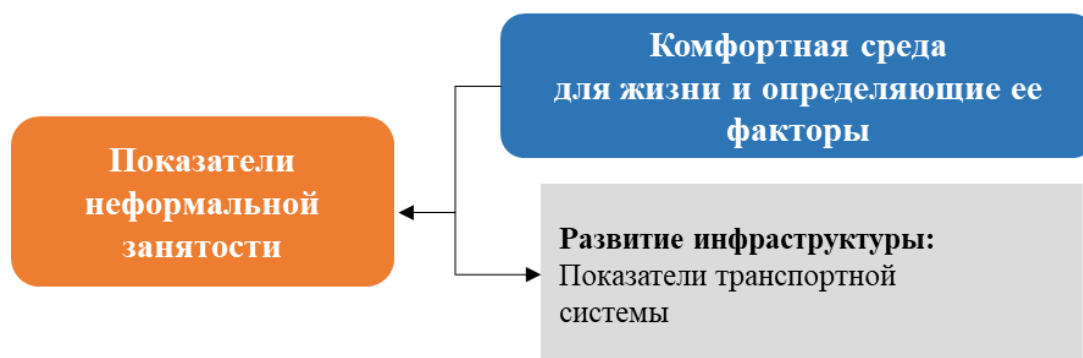 Комфортная среда
для жизни и определяющие ее
факторы
Показатели
неформальной
занятости
Развитие инфраструктуры:
Показатели транспортной
системы